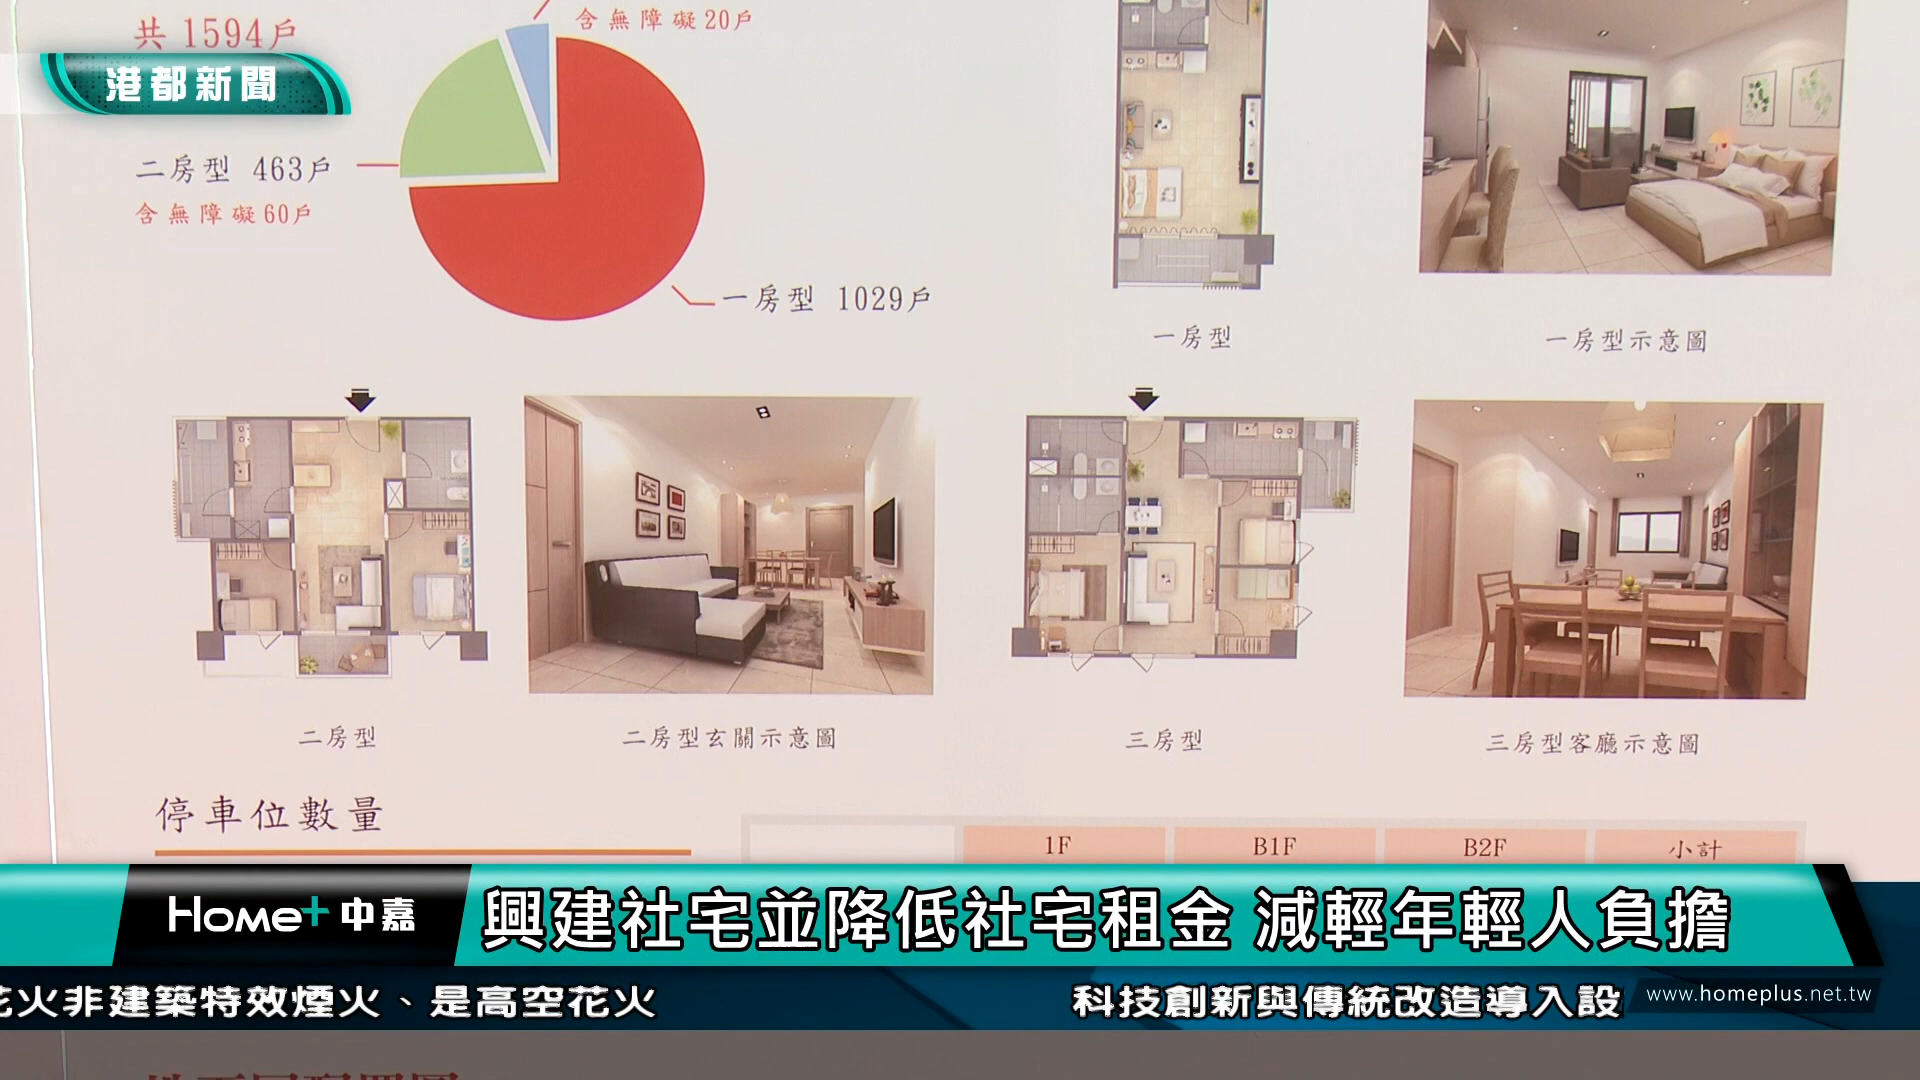 共 1594戶
含無障礙20戶
港都新聞
二房型 463戶
含無障礙60戶
一房型 1029戶
一房型
一房型示意圖
二房型
二房型玄關示意圖
三房型
三房型客廳示意圖
停車位數量
1F B1F B2F 小計
Home+ 中嘉
興建社宅並降低社宅租金 減輕年輕人負擔
花火非建築特效煙火、是高空花火 科技創新與傳統改造導入設
www.homeplus.net.tw